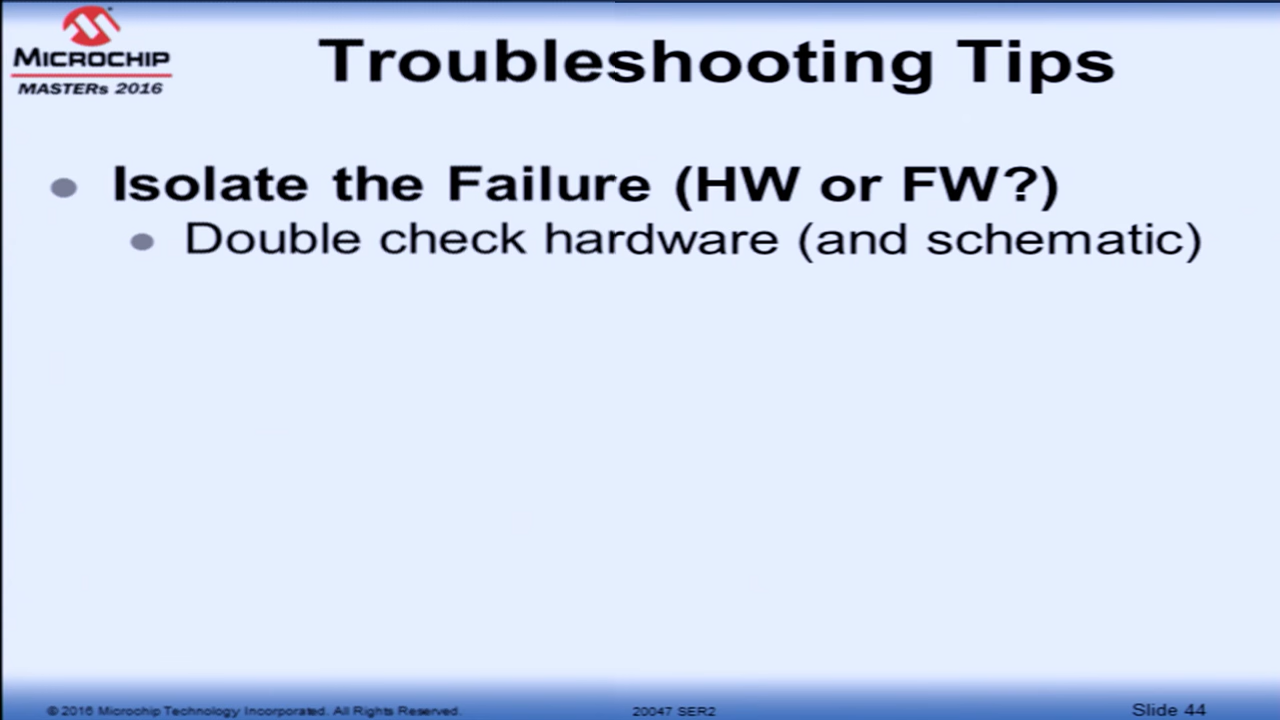 MICROCHIP
MASTERs 2016
Troubleshooting Tips
Isolate the Failure (HW or FW?)
Double check hardware (and schematic)
© 2016 Microchip Technology Incorporated. All Rights Reserved.
20047 SER2
Slide 44